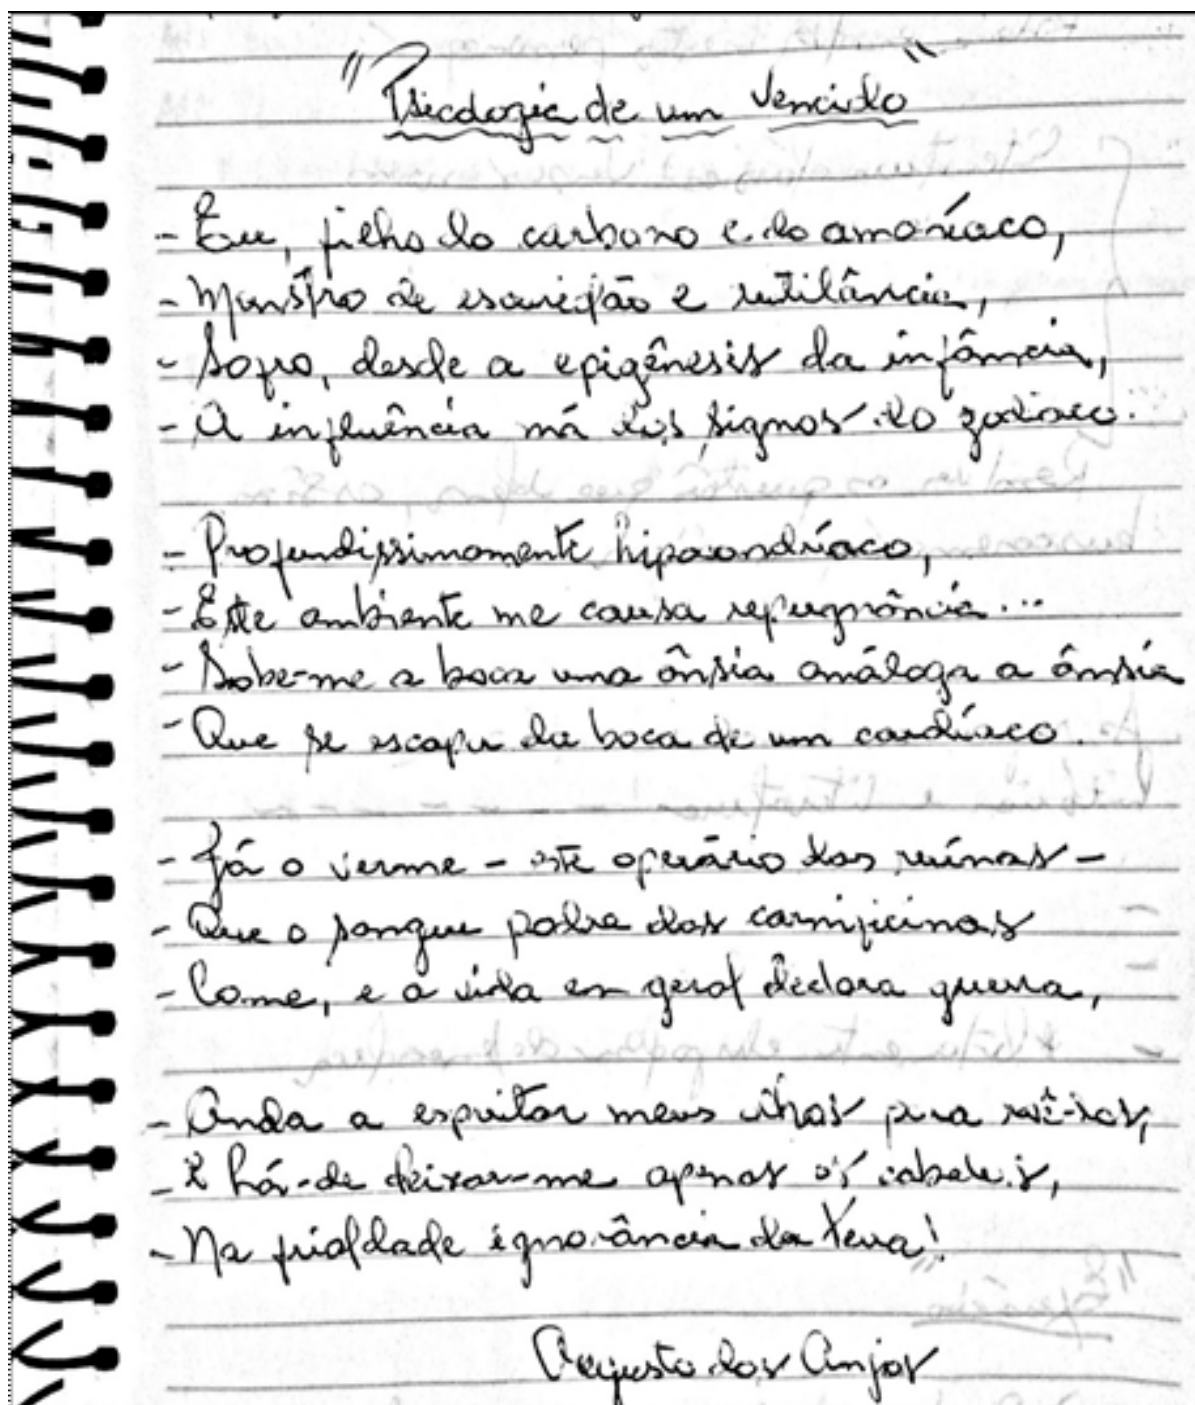 "Psicologia de um Vencido"
- Eu, filho do carbono e do amoníaco,
- Monstro de escuridão e rutilância,
- Sofro, desde a epigênesis da infância,
- A influência má dos signos do zodíaco.
- Profundissimamente hipocondríaco,
- Este ambiente me causa repugnância...
- Sobe-me a boca uma ânsia análoga a ânsia
- Que se escapa da boca de um cardíaco.
- Já o verme - este operário das ruínas -
- Que o sangue podre das carnificinas
- Come, e a vida em geral declara guerra,
- Anda a espreitar meus olhos para roê-los,
- E há-de deixar-me apenas os cabelos,
- Na frialdade ignorância da terra!
Augusto dos Anjos